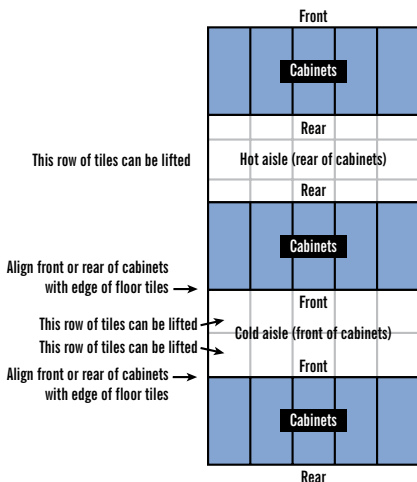 Front
Cabinets
Rear
This row of tiles can be lifted
Hot aisle (rear of cabinets)
Rear
Cabinets
Align front or rear of cabinets
with edge of floor tiles
Front
This row of tiles can be lifted
Cold aisle (front of cabinets)
This row of tiles can be lifted
Front
Align front or rear of cabinets
with edge of floor tiles
Cabinets
Rear